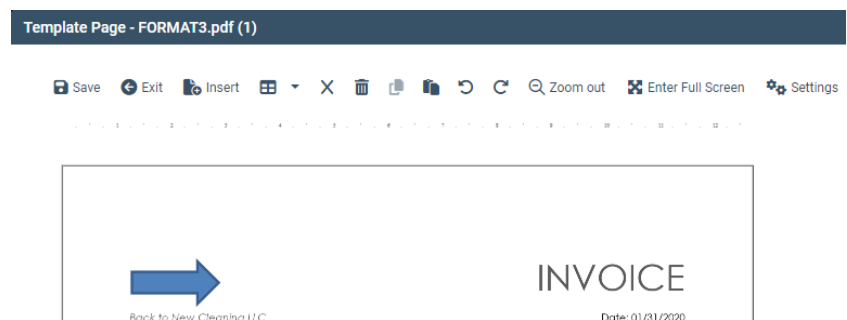 Template Page - FORMAT3.pdf (1)
Save Exit Insert Zoom out Enter Full Screen Settings
INVOICE
Back to New Cleaning LLC Date: 01/31/2020